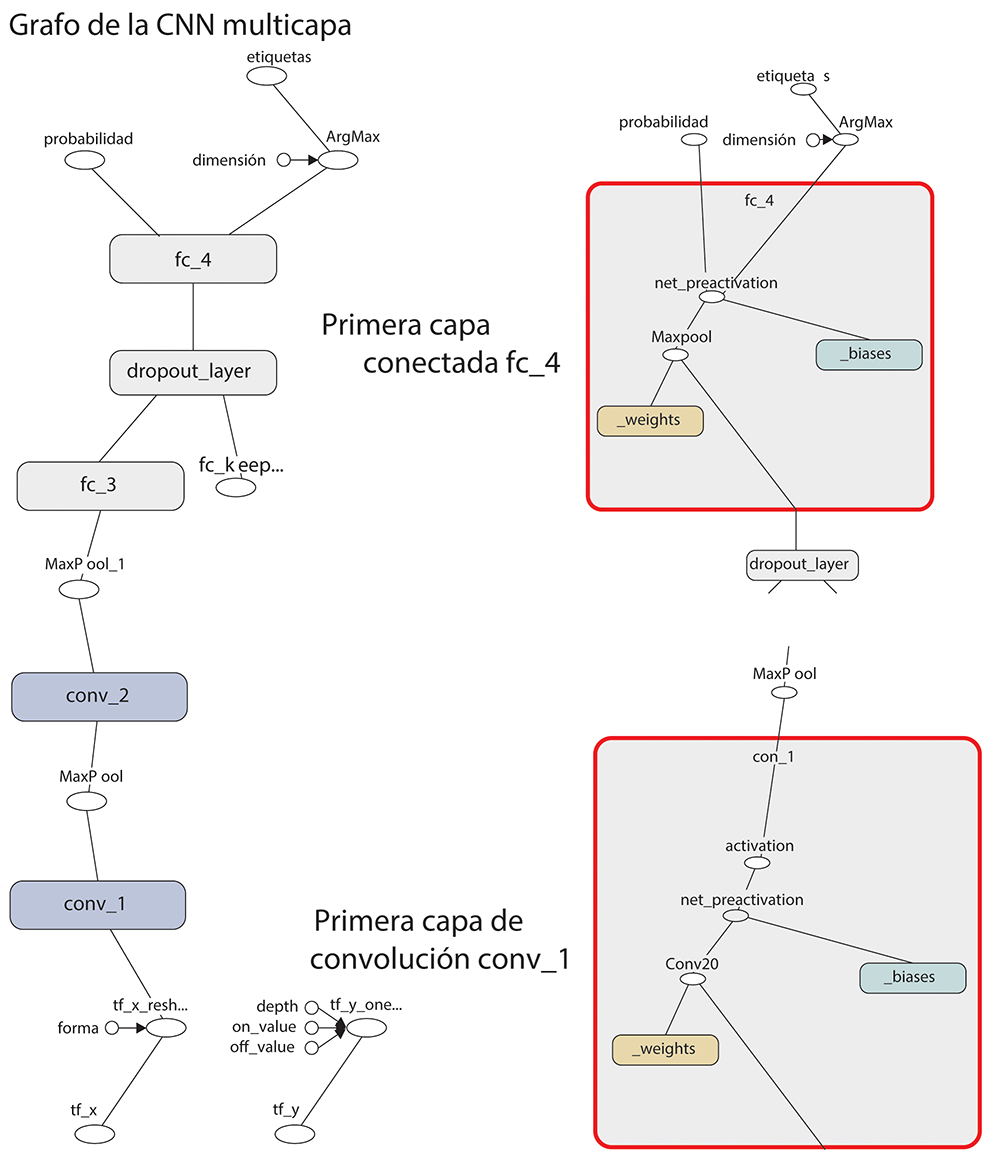 Grafo de la CNN multicapa
etiquetas
probabilidad
ArgMax
dimensión
fc_4
dropout_layer
fc_3
fc_k eep...
MaxP ool_1
conv_2
MaxP ool
conv_1
tf_x_resh...
forma
tf_x
depth
tf_y_one...
on_value
off_value
tf_y
Primera capa
conectada fc_4
etiqueta s
probabilidad
ArgMax
dimensión
fc_4
net_preactivation
Maxpool
_biases
_weights
dropout_layer
Primera capa de
convolución conv_1
MaxP ool
con_1
activation
net_preactivation
Conv20
_biases
_weights